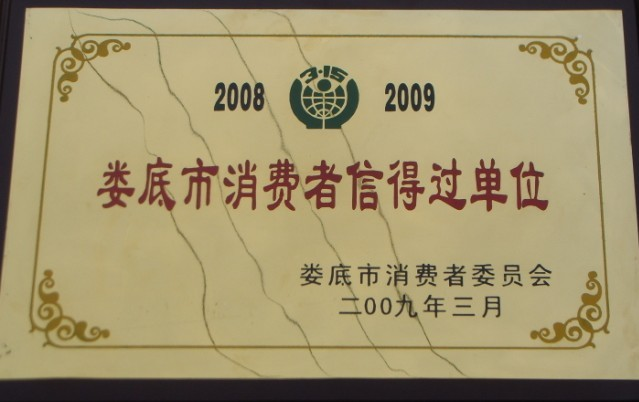 3·15
2008 2009
娄底市消费者信得过单位
娄底市消费者委员会
二00九年三月